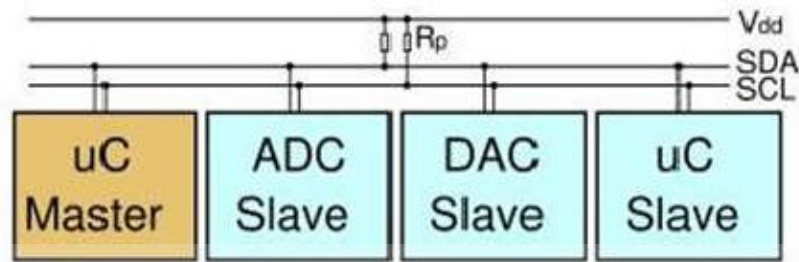 Vdd
Rp
SDA
SCL
uC
Master
ADC
Slave
DAC
Slave
uC
Slave